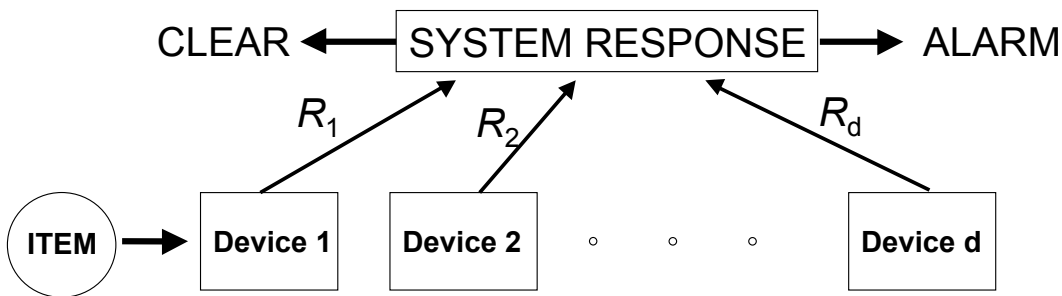 CLEAR SYSTEM RESPONSE ALARM
R1 R2 Rd
ITEM Device 1 Device 2 Device d